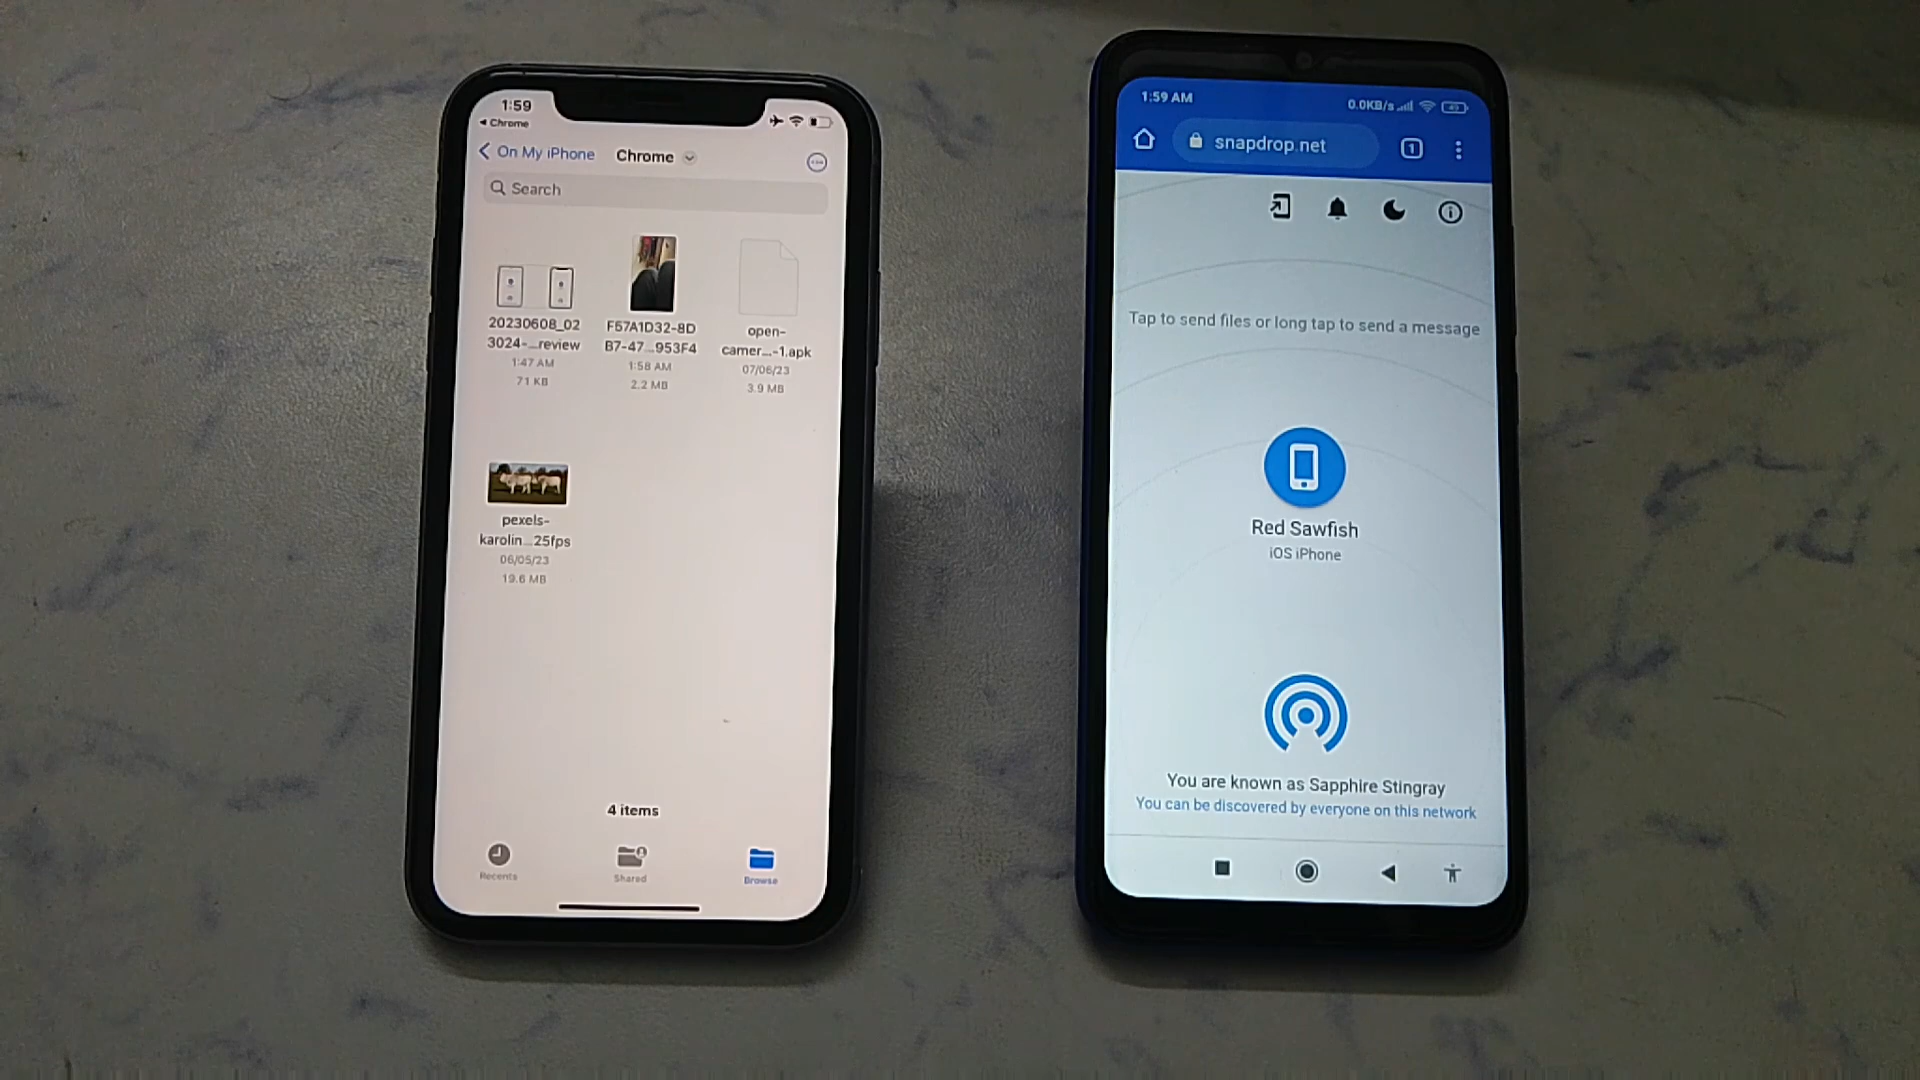 1:59
◄ Chrome
On My iPhone
Chrome
Search
20230608_02
3024-...review
1:47 AM
71 KB
F57A1D32-8D
B7-47...953F4
1:58 AM
2.2 MB
open-
camer...-1.apk
07/06/23
3.9 MB
pexels-
karolin...25fps
06/05/23
19.6 MB
4 items
Recents
Shared
Browse
1:59 AM
0.0KB/s
snapdrop.net
1
Tap to send files or long tap to send a message
Red Sawfish
iOS iPhone
You are known as Sapphire Stingray
You can be discovered by everyone on this network